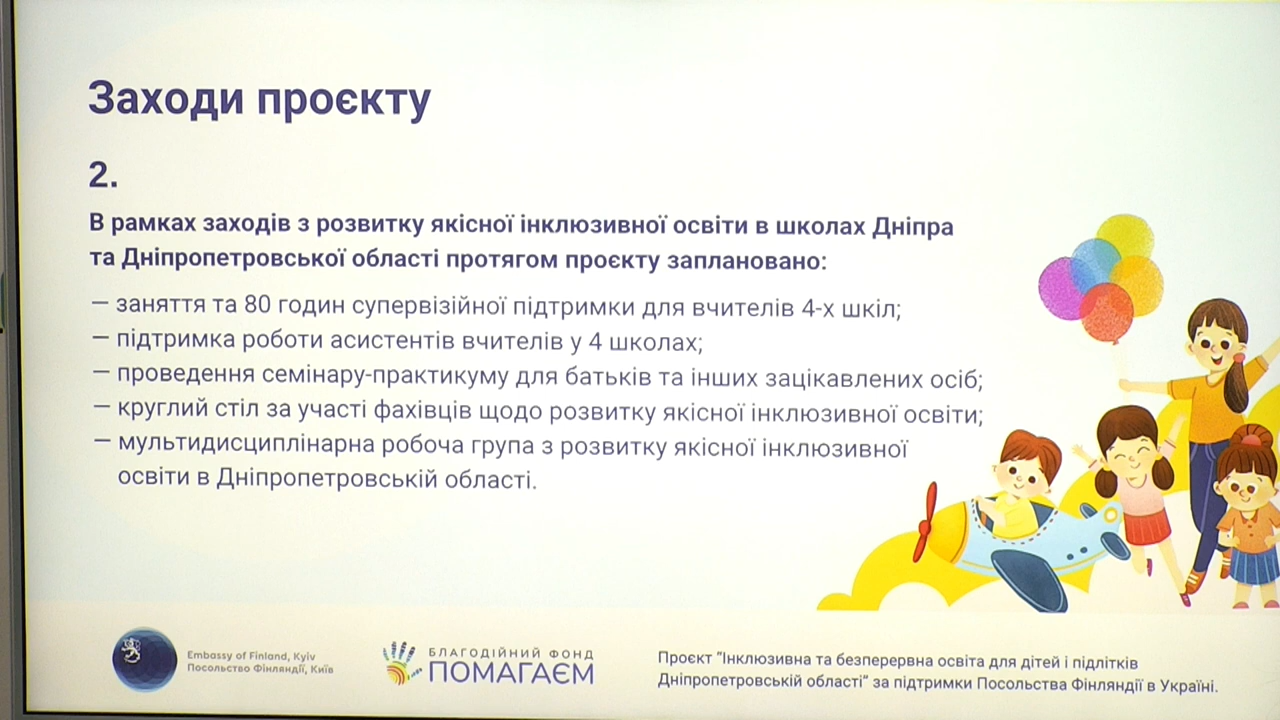 Заходи проєкту
2.
В рамках заходів з розвитку якісної інклюзивної освіти в школах Дніпра
та Дніпропетровської області протягом проєкту заплановано:
— заняття та 80 годин супервізійної підтримки для вчителів 4-х шкіл;
— підтримка роботи асистентів вчителів у 4 школах;
— проведення семінару-практикуму для батьків та інших зацікавлених осіб;
— круглий стіл за участі фахівців щодо розвитку якісної інклюзивної освіти;
— мультидисциплінарна робоча група з розвитку якісної інклюзивної
освіти в Дніпропетровській області.
Embassy of Finland, Kyiv
Посольство Фінляндії, Київ
БЛАГОДІЙНИЙ ФОНД
ПОМАГАЄМ
Проєкт "Інклюзивна та безперервна освіта для дітей і підлітків
Дніпропетровській області" за підтримки Посольства Фінляндії в Україні.